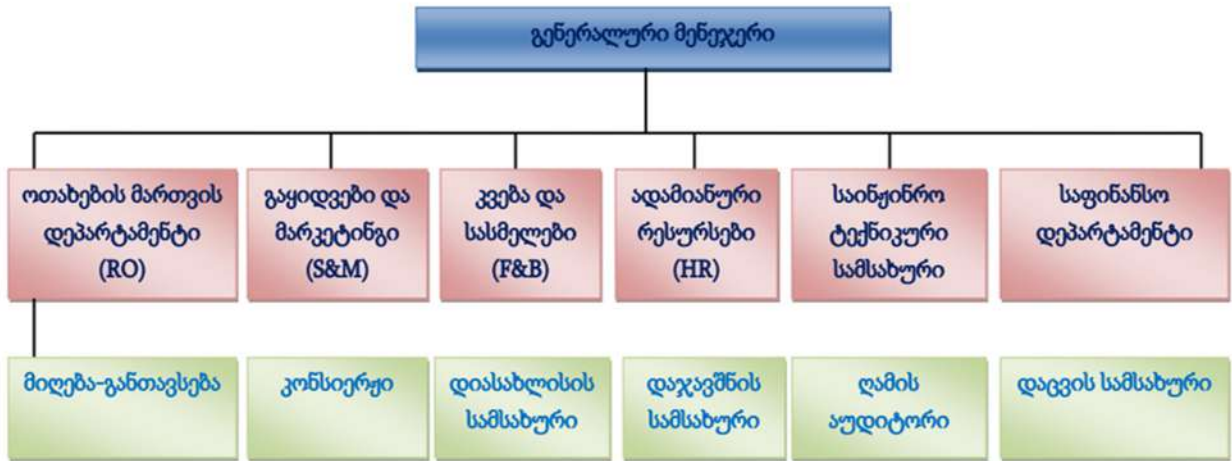 გენერალური მენეჯერი
ოთახების მართვის
დეპარტამენტი
(RO)
გაყიდვები და
მარკეტინგი
(S&M)
კვება და
სასმელები
(F&B)
ადამიანური
რესურსები
(HR)
საინჟინრო
ტექნიკური
სამსახური
საფინანსო
დეპარტამენტი
მიღება-განთავსება
კონსიერჟი
დიასახლისის
სამსახური
დაჯავშნის
სამსახური
ღამის
აუდიტორი
დაცვის სამსახური